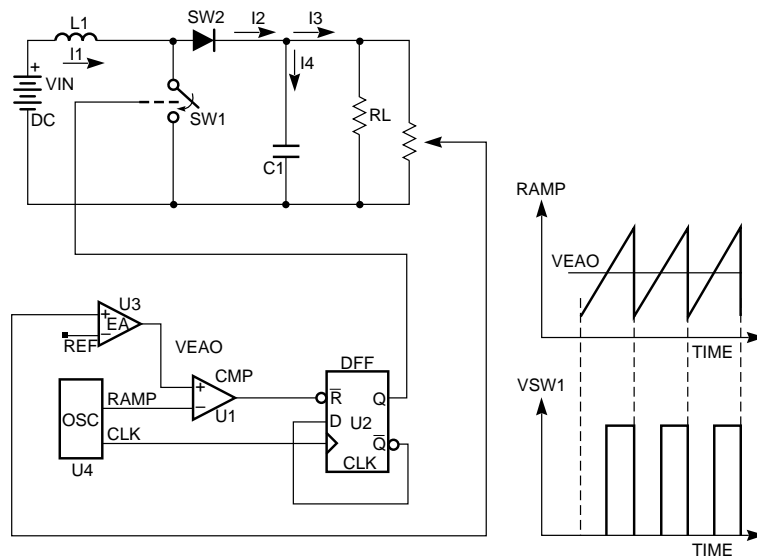 L1
SW2
I2
I3
I1
I4
+
VIN
DC
SW1
RL
C1
RAMP
VEAO
TIME
VSW1
TIME
U3
+
EA
−
REF
VEAO
CMP
DFF
+
−
U1
RAMP
OSC
CLK
U4
R̅
Q
D
U2
Q̅
CLK